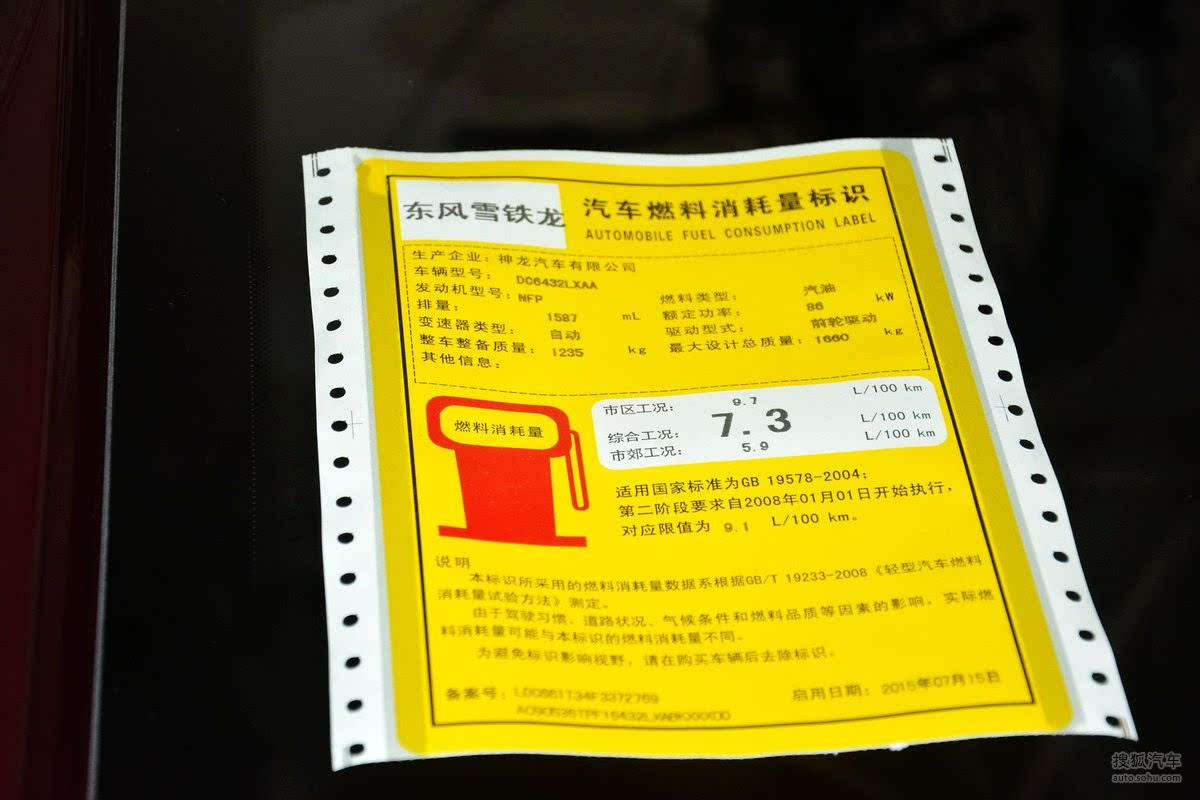 东风雪铁龙
汽车燃料消耗量标识
AUTOMOBILE FUEL CONSUMPTION LABEL
生产企业：神龙汽车有限公司
车辆型号： DC6432LXAA
发动机型号：NFP 燃料类型： 汽油
排量： 1587 mL 额定功率： 86 kW
变速器类型： 自动 驱动型式： 前轮驱动
整车整备质量： 1235 kg 最大设计总质量：1660 kg
其他信息：
燃料消耗量
市区工况： 9.7 L/100 km
综合工况： 7.3 L/100 km
市郊工况： 5.9 L/100 km
适用国家标准为GB 19578-2004；
第二阶段要求自2008年01月01日开始执行，
对应限值为 9.1 L/100 km。
说明
本标识所采用的燃料消耗量数据系根据GB/T 19233-2008《轻型汽车燃料
消耗量试验方法》测定。
由于驾驶习惯、道路状况、气候条件和燃料品质等因素的影响，实际燃
料消耗量可能与本标识的燃料消耗量不同。
为避免标识影响视野，请在购买车辆后去除标识。
备案号： 启用日期： 2015年07月15日
搜狐汽车
auto.sohu.com